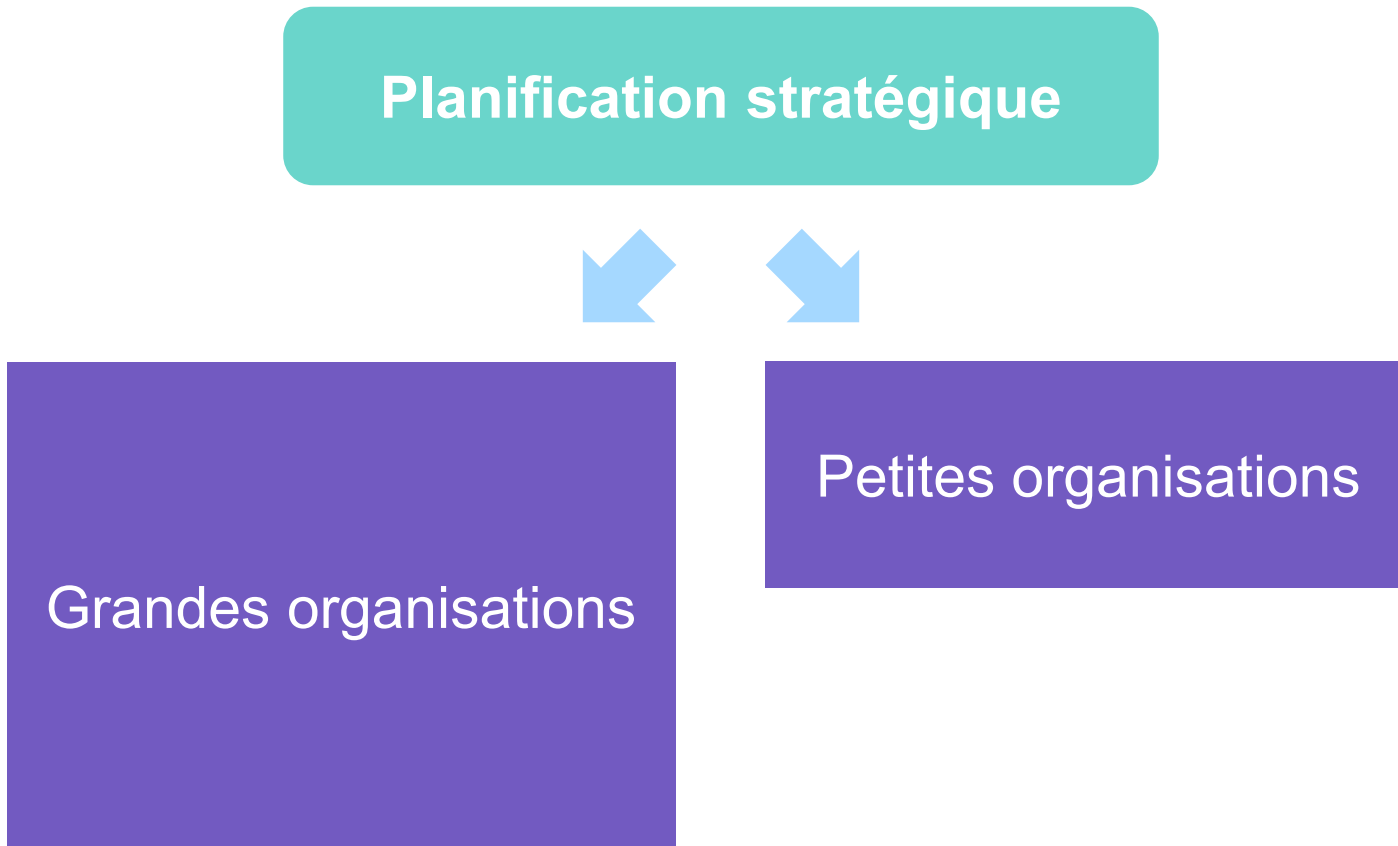 Planification stratégique
Grandes organisations
Petites organisations